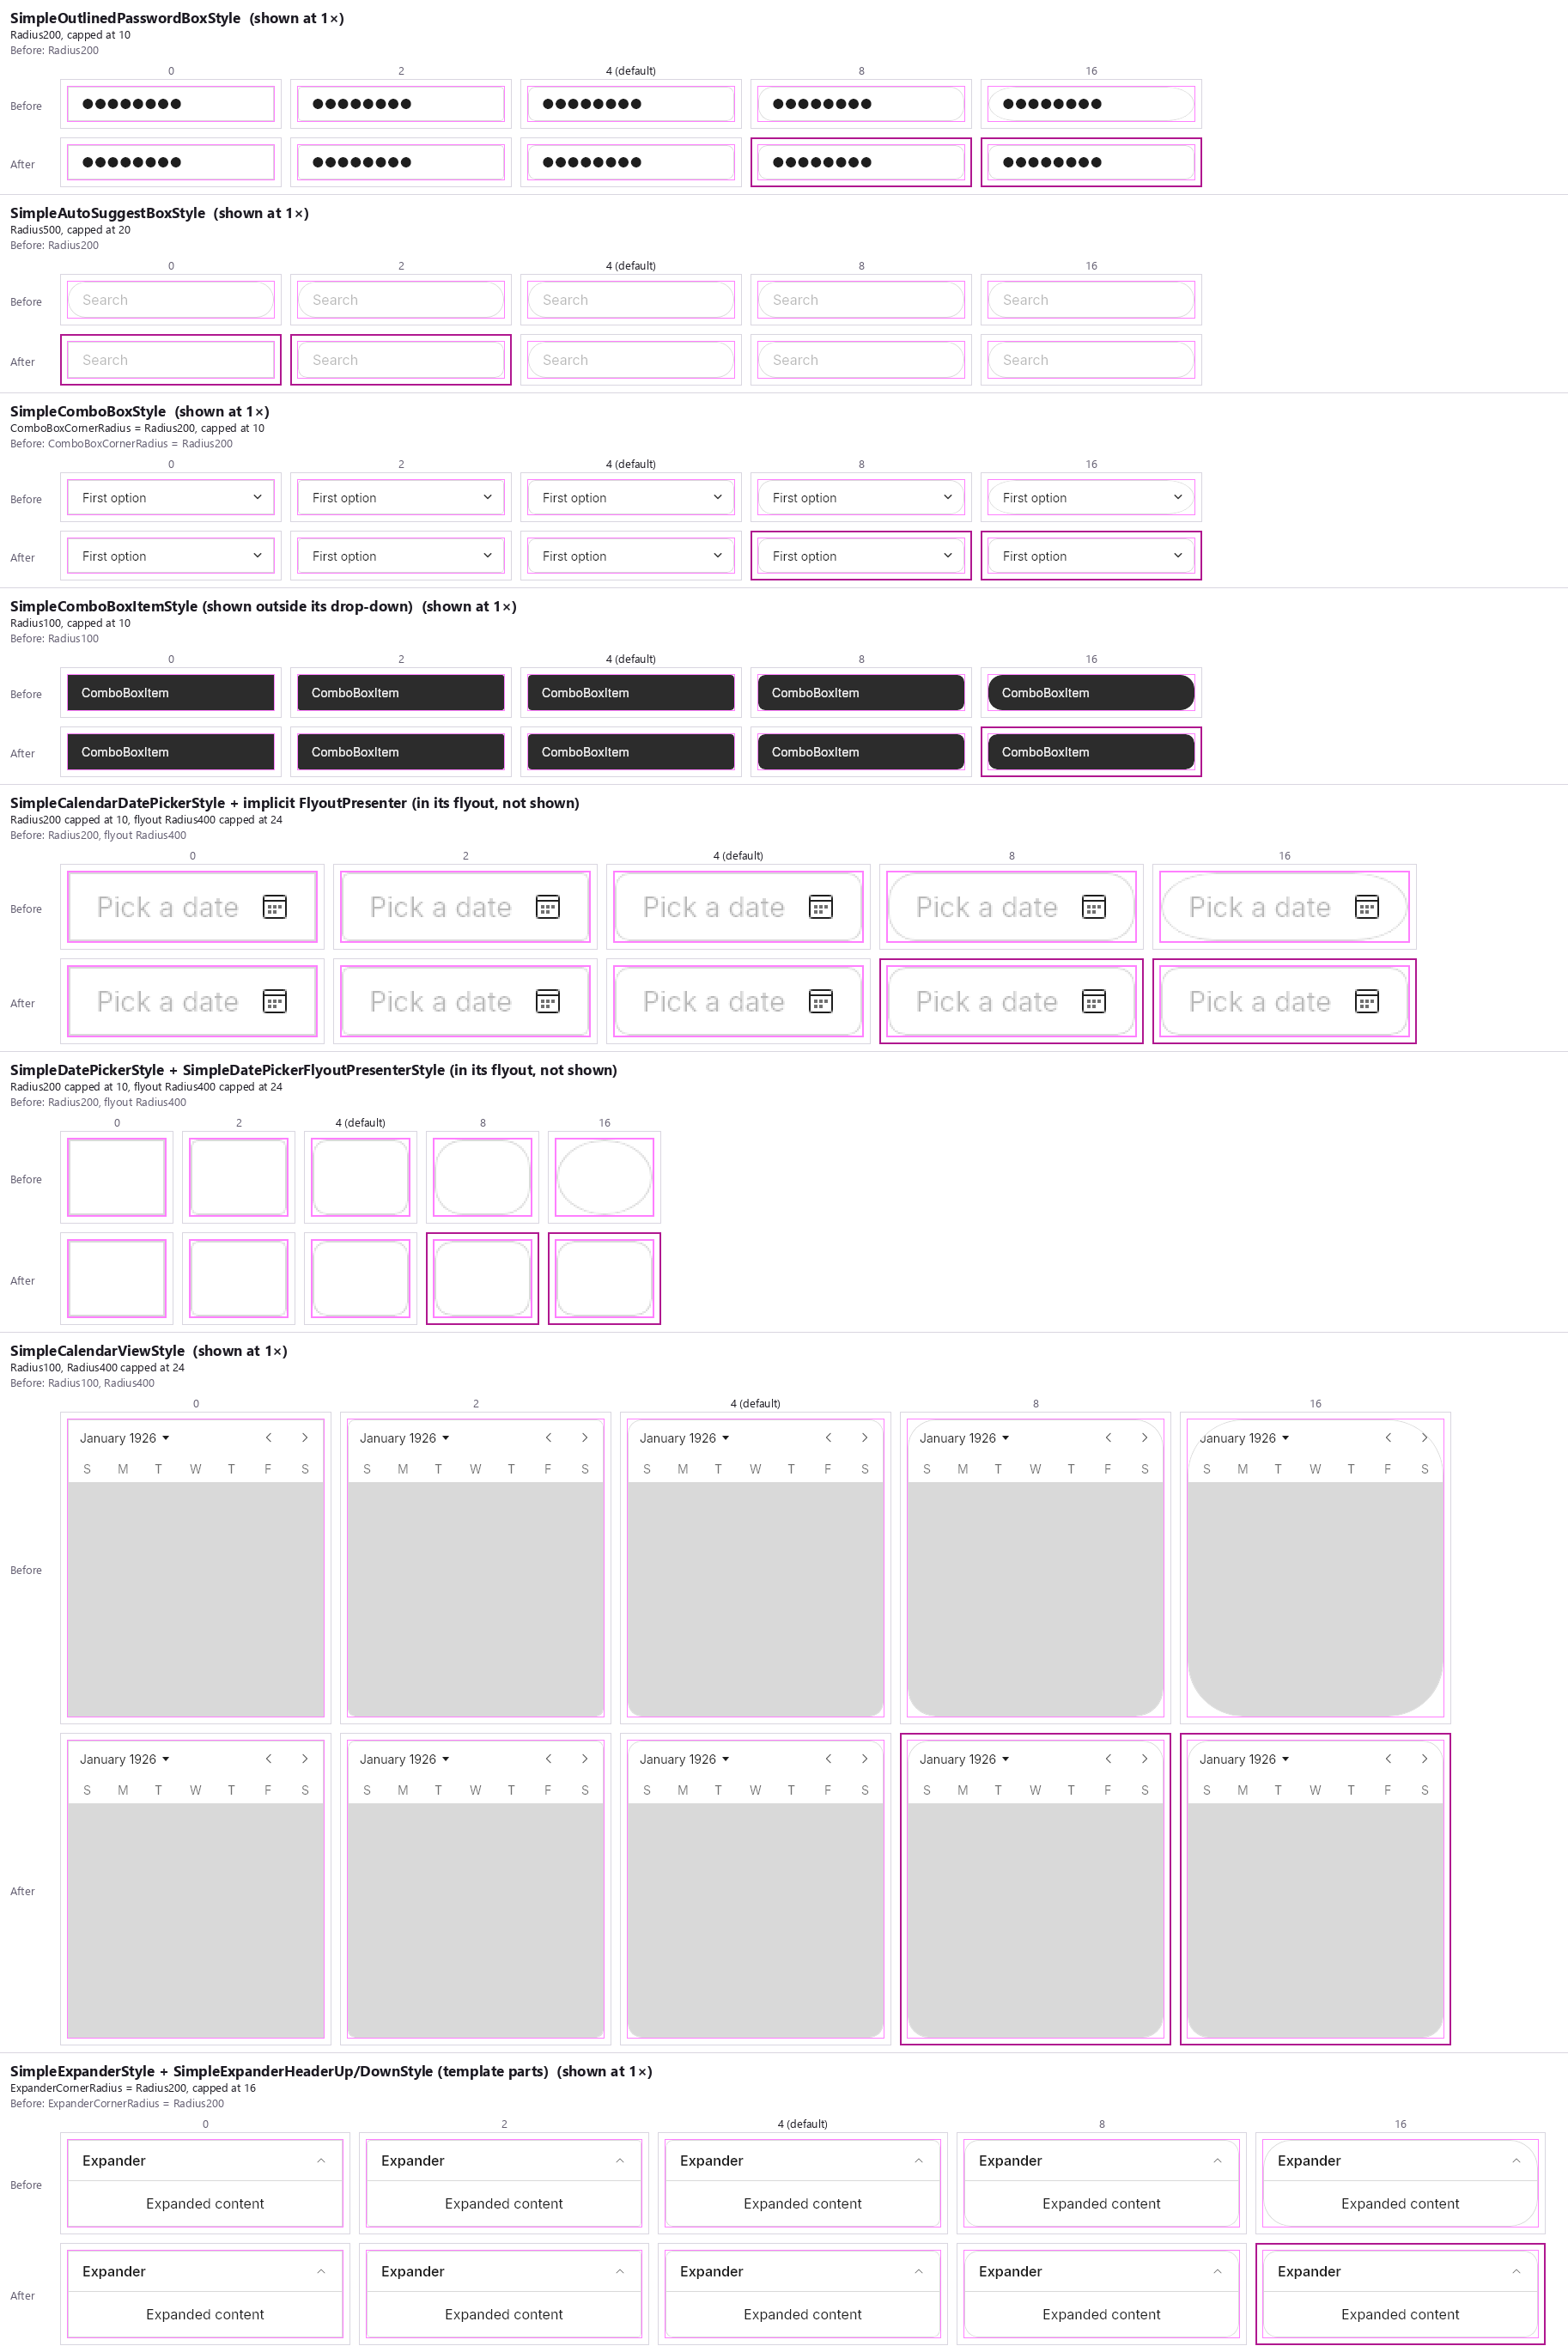 SimpleOutlinedPasswordBoxStyle (shown at 1×)
Radius200, capped at 10
Before: Radius200
0 2 4 (default) 8 16
Before
After
SimpleAutoSuggestBoxStyle (shown at 1×)
Radius500, capped at 20
Before: Radius200
0 2 4 (default) 8 16
Before Search Search Search Search Search
After Search Search Search Search Search
SimpleComboBoxStyle (shown at 1×)
ComboBoxCornerRadius = Radius200, capped at 10
Before: ComboBoxCornerRadius = Radius200
0 2 4 (default) 8 16
Before First option First option First option First option First option
After First option First option First option First option First option
SimpleComboBoxItemStyle (shown outside its drop-down) (shown at 1×)
Radius100, capped at 10
Before: Radius100
0 2 4 (default) 8 16
Before ComboBoxItem ComboBoxItem ComboBoxItem ComboBoxItem ComboBoxItem
After ComboBoxItem ComboBoxItem ComboBoxItem ComboBoxItem ComboBoxItem
SimpleCalendarDatePickerStyle + implicit FlyoutPresenter (in its flyout, not shown)
Radius200 capped at 10, flyout Radius400 capped at 24
Before: Radius200, flyout Radius400
0 2 4 (default) 8 16
Before Pick a date Pick a date Pick a date Pick a date Pick a date
After Pick a date Pick a date Pick a date Pick a date Pick a date
SimpleDatePickerStyle + SimpleDatePickerFlyoutPresenterStyle (in its flyout, not shown)
Radius200 capped at 10, flyout Radius400 capped at 24
Before: Radius200, flyout Radius400
0 2 4 (default) 8 16
Before
After
SimpleCalendarViewStyle (shown at 1×)
Radius100, Radius400 capped at 24
Before: Radius100, Radius400
0 2 4 (default) 8 16
January 1926 January 1926 January 1926 January 1926 January 1926
S M T W T F S S M T W T F S S M T W T F S S M T W T F S S M T W T F S
Before
January 1926 January 1926 January 1926 January 1926 January 1926
S M T W T F S S M T W T F S S M T W T F S S M T W T F S S M T W T F S
After
SimpleExpanderStyle + SimpleExpanderHeaderUp/DownStyle (template parts) (shown at 1×)
ExpanderCornerRadius = Radius200, capped at 16
Before: ExpanderCornerRadius = Radius200
0 2 4 (default) 8 16
Expander Expander Expander Expander Expander
Before
Expanded content Expanded content Expanded content Expanded content Expanded content
Expander Expander Expander Expander Expander
After
Expanded content Expanded content Expanded content Expanded content Expanded content